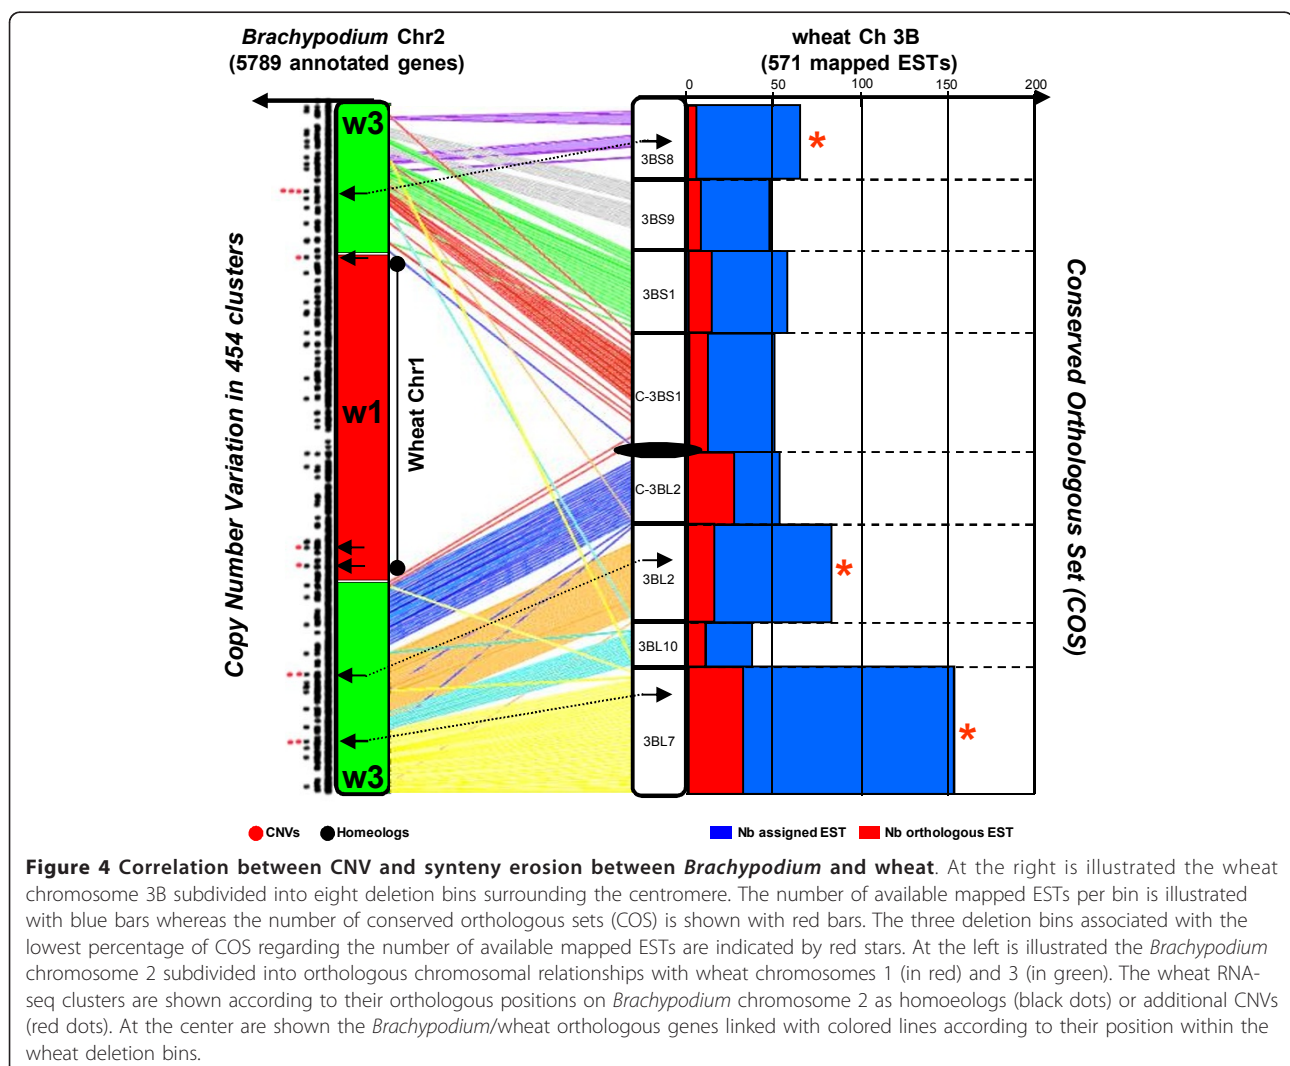 Brachypodium Chr2
(5789 annotated genes)
wheat Ch 3B
(571 mapped ESTs)
0 50 100 150 200
w3
w1
w3
Copy Number Variation in 454 clusters
Wheat Chr1
3BS8
3BS9
3BS1
C-3BS1
C-3BL2
3BL2
3BL10
3BL7
*
*
*
Conserved Orthologous Set (COS)
CNVs Homeologs
Nb assigned EST Nb orthologous EST
Figure 4 Correlation between CNV and synteny erosion between Brachypodium and wheat. At the right is illustrated the wheat
chromosome 3B subdivided into eight deletion bins surrounding the centromere. The number of available mapped ESTs per bin is illustrated
with blue bars whereas the number of conserved orthologous sets (COS) is shown with red bars. The three deletion bins associated with the
lowest percentage of COS regarding the number of available mapped ESTs are indicated by red stars. At the left is illustrated the Brachypodium
chromosome 2 subdivided into orthologous chromosomal relationships with wheat chromosomes 1 (in red) and 3 (in green). The wheat RNA-
seq clusters are shown according to their orthologous positions on Brachypodium chromosome 2 as homoeologs (black dots) or additional CNVs
(red dots). At the center are shown the Brachypodium/wheat orthologous genes linked with colored lines according to their position within the
wheat deletion bins.